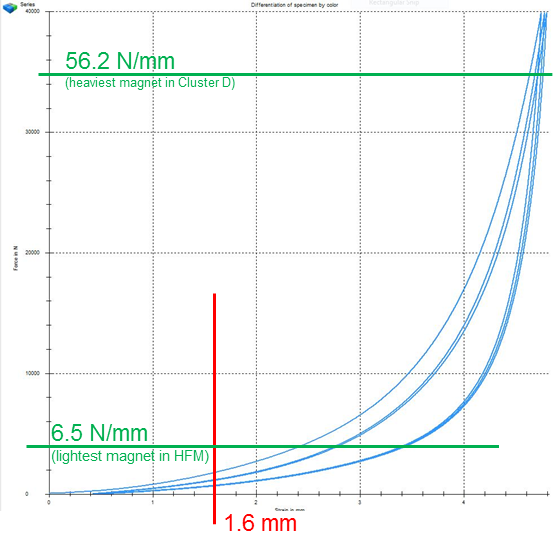 Series
Differentiation of specimen by color
Rectangular Strip
40000
56.2 N/mm
(heaviest magnet in Cluster D)
30000
Force in N
20000
10000
6.5 N/mm
(lightest magnet in HFM)
0
0
1
2
3
4
Strain in mm
1.6 mm